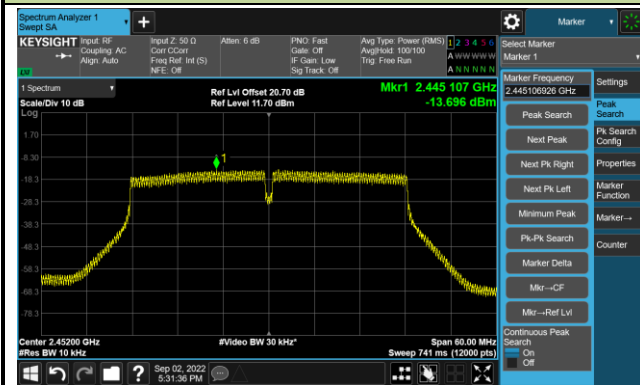 Spectrum Analyzer 1
Swept SA
Marker
KEYSIGHT
Input: RF
Coupling: AC
Align: Auto
Input Z: 50 Ω
Corr CCorr
Freq Ref: Int (S)
NFE: Off
Atten: 6 dB
PNO: Fast
Gate: Off
IF Gain: Low
Sig Track: Off
Avg Type: Power (RMS)
Avg|Hold: 100/100
Trig: Free Run
1 2 3 4 5 6
A W W W W W
A N N N N N
LXI
Select Marker
Marker 1
1 Spectrum
Scale/Div 10 dB
Log
Ref Lvl Offset 20.70 dB
Ref Level 11.70 dBm
Mkr1 2.445 107 GHz
-13.696 dBm
1
1.70
-8.30
-18.3
-28.3
-38.3
-48.3
-58.3
-68.3
-78.3
Center 2.45200 GHz
#Res BW 10 kHz
#Video BW 30 kHz*
Span 60.00 MHz
Sweep 741 ms (12000 pts)
Marker Frequency
2.445106926 GHz
Peak Search
Next Peak
Next Pk Right
Next Pk Left
Minimum Peak
Pk-Pk Search
Marker Delta
Mkr→CF
Mkr→Ref Lvl
Continuous Peak
Search
On
Off
Settings
Peak
Search
Pk Search
Config
Properties
Marker
Function
Marker→
Counter
Sep 02, 2022
5:31:36 PM